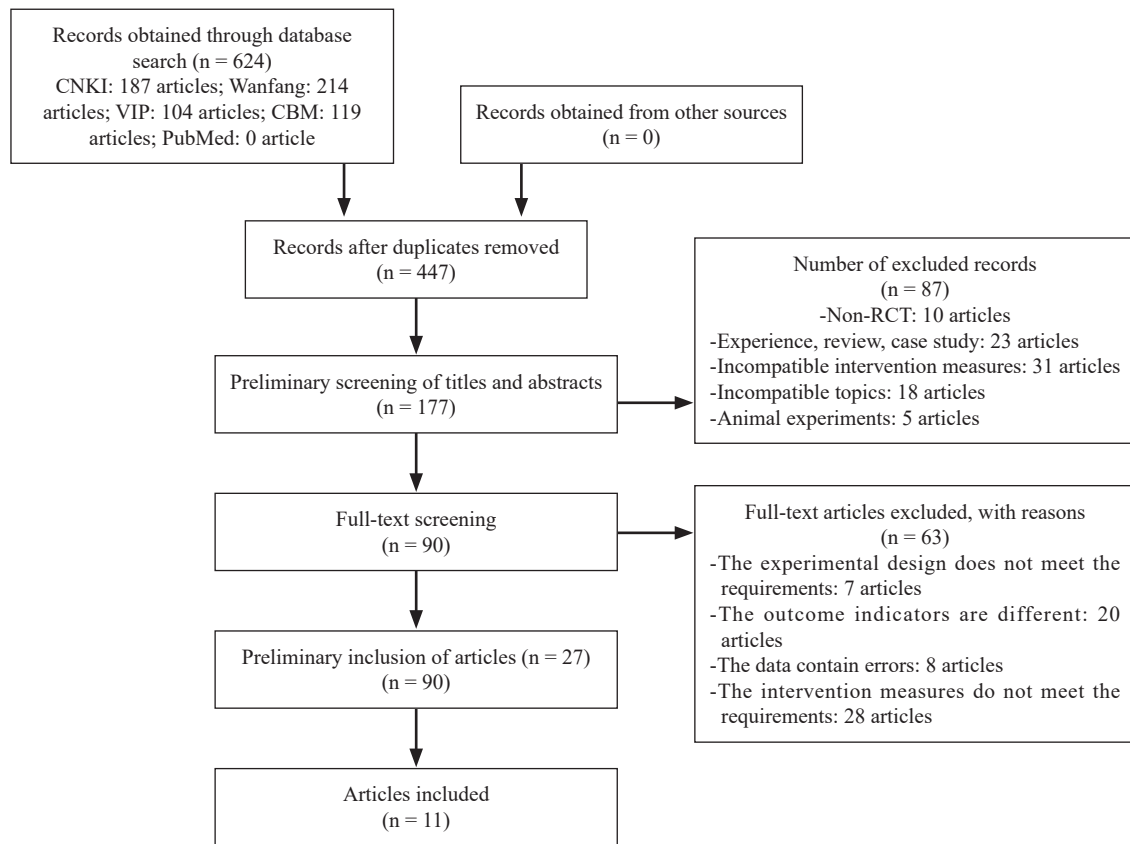 Records obtained through database
search (n = 624)
CNKI: 187 articles; Wanfang: 214
articles; VIP: 104 articles; CBM: 119
articles; PubMed: 0 article
Records obtained from other sources
(n = 0)
Records after duplicates removed
(n = 447)
Number of excluded records
(n = 87)
-Non-RCT: 10 articles
-Experience, review, case study: 23 articles
-Incompatible intervention measures: 31 articles
-Incompatible topics: 18 articles
-Animal experiments: 5 articles
Preliminary screening of titles and abstracts
(n = 177)
Full-text screening
(n = 90)
Full-text articles excluded, with reasons
(n = 63)
-The experimental design does not meet the
requirements: 7 articles
-The outcome indicators are different: 20
articles
-The data contain errors: 8 articles
-The intervention measures do not meet the
requirements: 28 articles
Preliminary inclusion of articles (n = 27)
(n = 90)
Articles included
(n = 11)